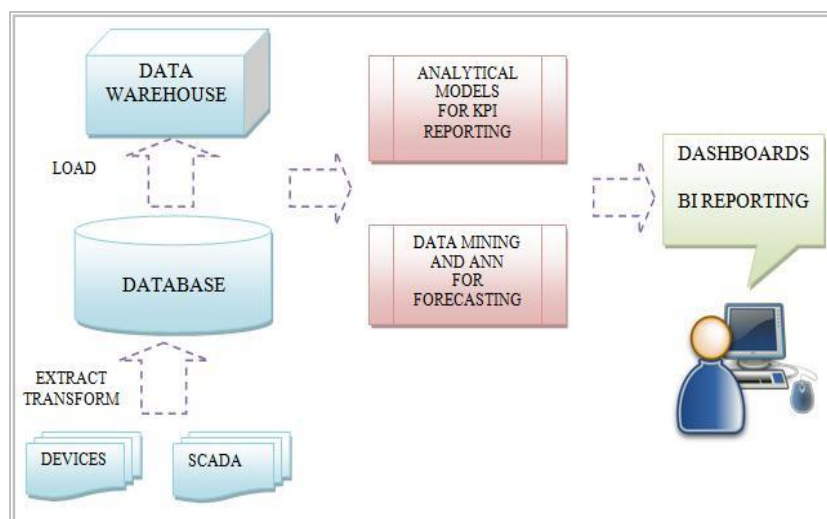 DATA
WAREHOUSE
LOAD
DATABASE
EXTRACT
TRANSFORM
DEVICES
SCADA
ANALYTICAL
MODELS
FOR KPI
REPORTING
DATA MINING
AND ANN
FOR
FORECASTING
DASHBOARDS
BI REPORTING